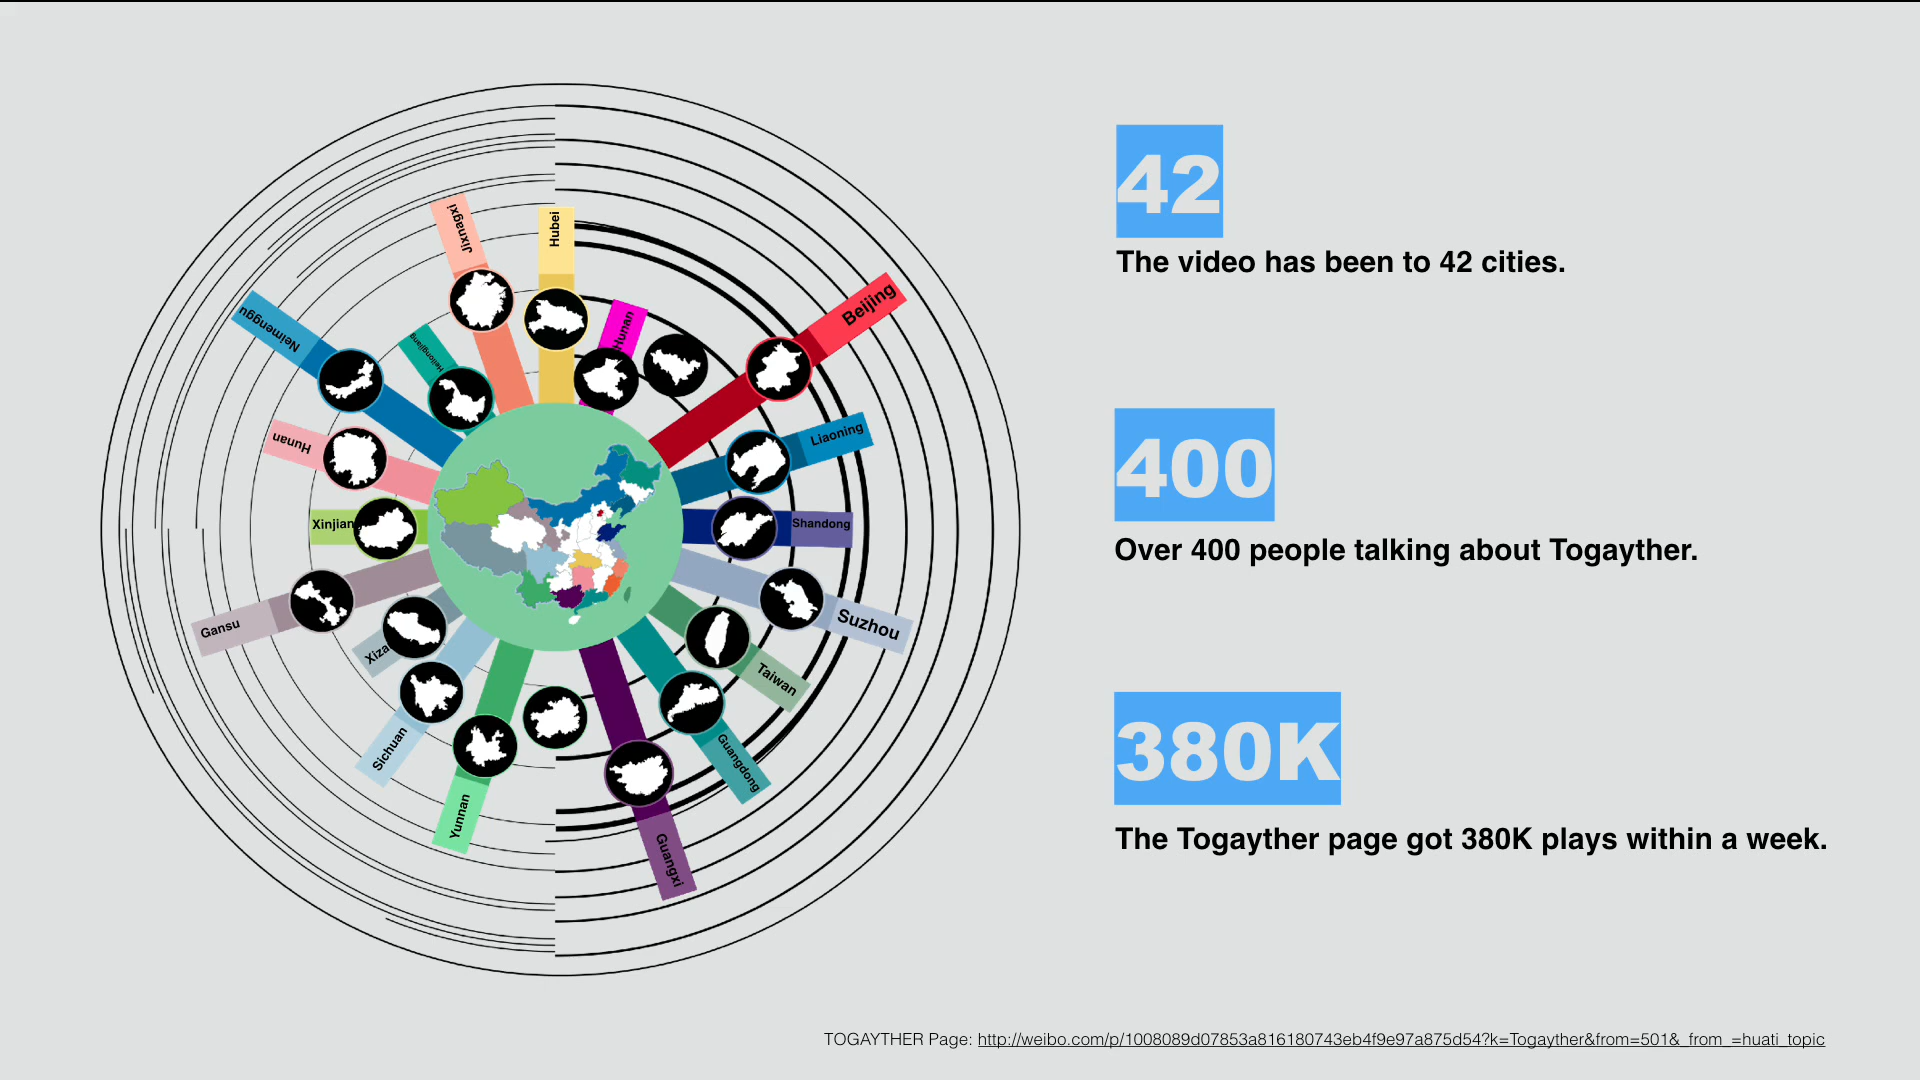 Jixnagxi
Hubei
Hunan
Beijing
Neimenggu
Heilongjiang
Liaoning
Hunan
Xinjian
Shandong
Gansu
Xiza
Suzhou
Taiwan
Sichuan
Guangdong
Yunnan
Guangxi
42
The video has been to 42 cities.
400
Over 400 people talking about Togayther.
380K
The Togayther page got 380K plays within a week.
TOGAYTHER Page: http://weibo.com/p/1008089d07853a816180743eb4f9e97a875d54?k=Togayther&from=501&_from_=huati_topic